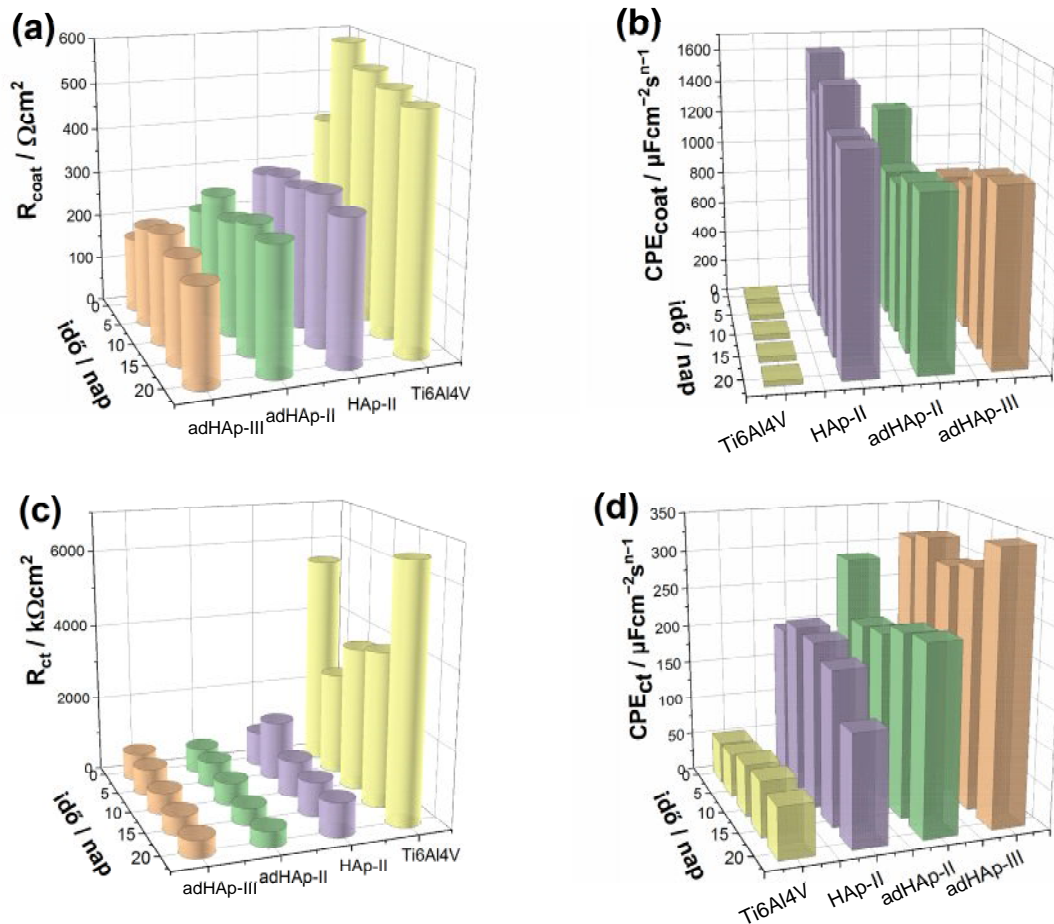 (a)
R_coat / Ωcm²
600
500
400
300
200
100
0
0
5
10
15
20
idő / nap
adHAp-III
adHAp-II
HAp-II
Ti6Al4V
(b)
CPE_coat / µFcm⁻²sⁿ⁻¹
1600
1400
1200
1000
800
600
400
200
0
0
5
10
15
20
idő / nap
Ti6Al4V
HAp-II
adHAp-II
adHAp-III
(c)
R_ct / kΩcm²
6000
4000
2000
0
0
5
10
15
20
idő / nap
adHAp-III
adHAp-II
HAp-II
Ti6Al4V
(d)
CPE_ct / µFcm⁻²sⁿ⁻¹
350
300
250
200
150
100
50
0
0
5
10
15
20
idő / nap
Ti6Al4V
HAp-II
adHAp-II
adHAp-III